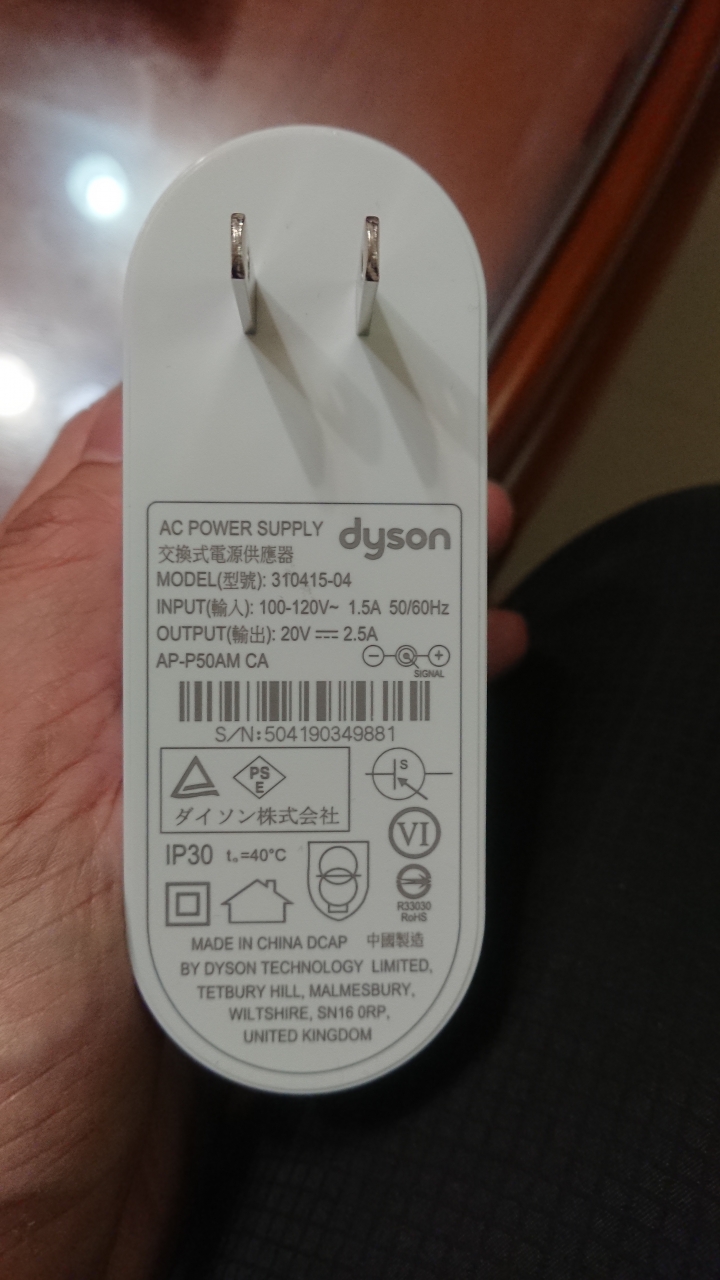 AC POWER SUPPLY dyson
交換式電源供應器
MODEL(型號): 310415-04
INPUT(輸入): 100-120V~ 1.5A 50/60Hz
OUTPUT(輸出): 20V ⎓ 2.5A
AP-P50AM CA
SIGNAL
S/N:504190349881
PS
E
S
ダイソン株式会社
VI
IP30 tₐ=40°C
R33030
RoHS
MADE IN CHINA DCAP 中國製造
BY DYSON TECHNOLOGY LIMITED,
TETBURY HILL, MALMESBURY,
WILTSHIRE, SN16 0RP,
UNITED KINGDOM